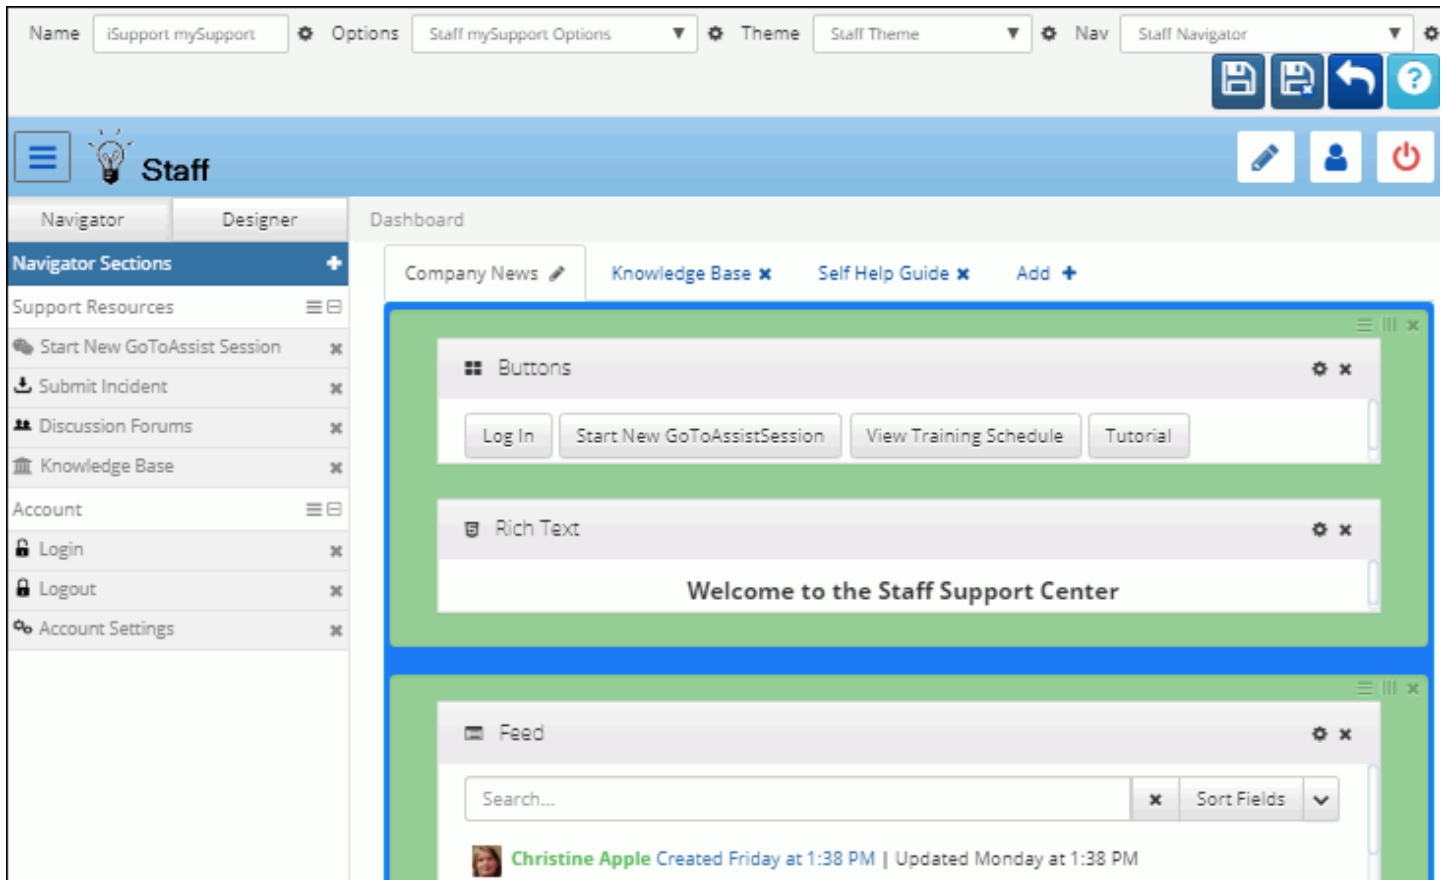 Name iSupport mySupport Options Staff mySupport Options Theme Staff Theme Nav Staff Navigator
Staff
Navigator Designer Dashboard
Navigator Sections
Company News Knowledge Base Self Help Guide Add
Support Resources
Start New GoToAssist Session
Submit Incident
Discussion Forums
Knowledge Base
Account
Login
Logout
Account Settings
Buttons
Log In Start New GoToAssistSession View Training Schedule Tutorial
Rich Text
Welcome to the Staff Support Center
Feed
Search... Sort Fields
Christine Apple Created Friday at 1:38 PM | Updated Monday at 1:38 PM